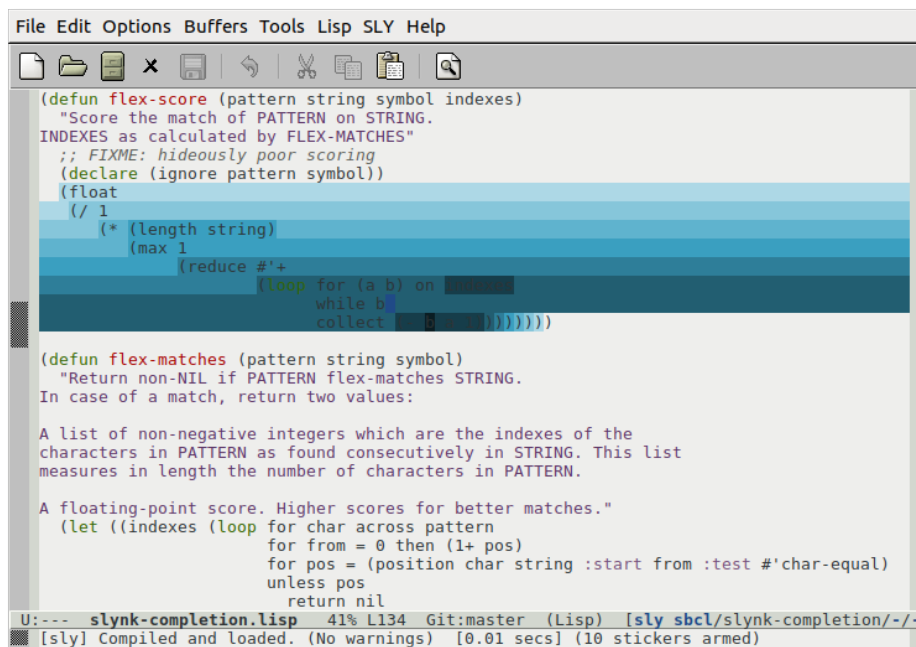 File Edit Options Buffers Tools Lisp SLY Help
(defun flex-score (pattern string symbol indexes)
"Score the match of PATTERN on STRING.
INDEXES as calculated by FLEX-MATCHES"
;; FIXME: hideously poor scoring
(declare (ignore pattern symbol))
(float
(/ 1
(* (length string)
(max 1
(reduce #'+
(loop for (a b) on
while b
collect b )))))))
(defun flex-matches (pattern string symbol)
"Return non-NIL if PATTERN flex-matches STRING.
In case of a match, return two values:
A list of non-negative integers which are the indexes of the
characters in PATTERN as found consecutively in STRING. This list
measures in length the number of characters in PATTERN.
A floating-point score. Higher scores for better matches."
(let ((indexes (loop for char across pattern
for from = 0 then (1+ pos)
for pos = (position char string :start from :test #'char-equal)
unless pos
return nil
U:--- slynk-completion.lisp 41% L134 Git:master (Lisp) [sly sbcl/slynk-completion/-/-
[sly] Compiled and loaded. (No warnings) [0.01 secs] (10 stickers armed)